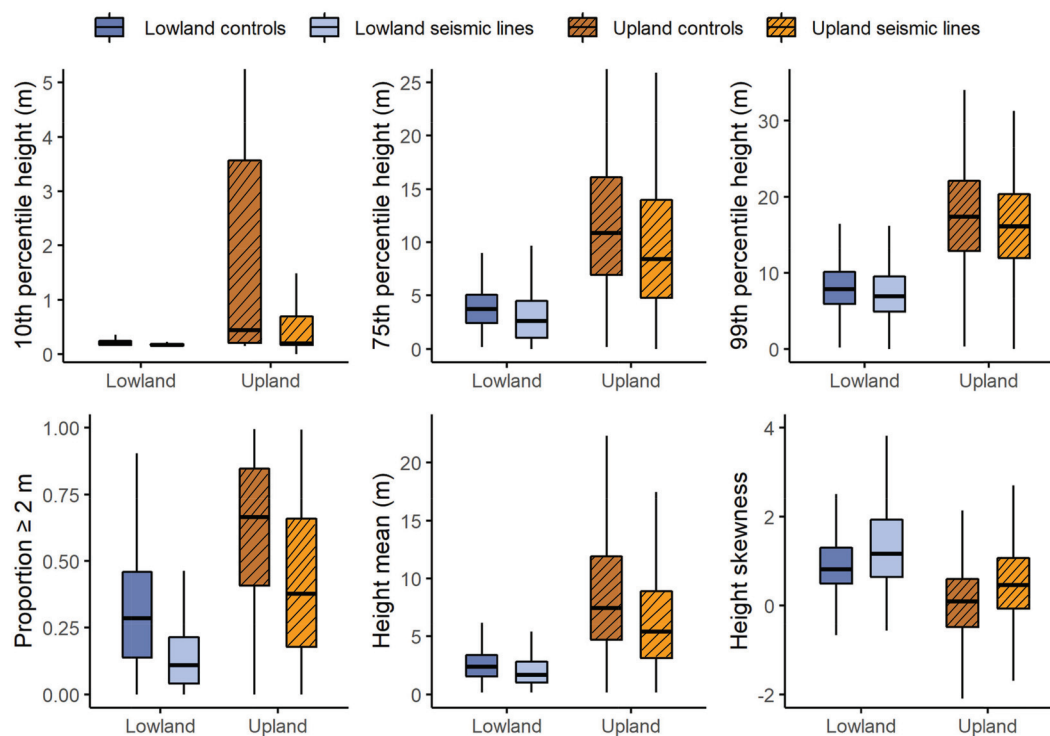 Lowland controls Lowland seismic lines Upland controls Upland seismic lines
10th percentile height (m)
5
4
3
2
1
0
Lowland Upland
75th percentile height (m)
25
20
15
10
5
0
Lowland Upland
99th percentile height (m)
30
20
10
0
Lowland Upland
Proportion ≥ 2 m
1.00
0.75
0.50
0.25
0.00
Lowland Upland
Height mean (m)
20
15
10
5
0
Lowland Upland
Height skewness
4
2
0
-2
Lowland Upland